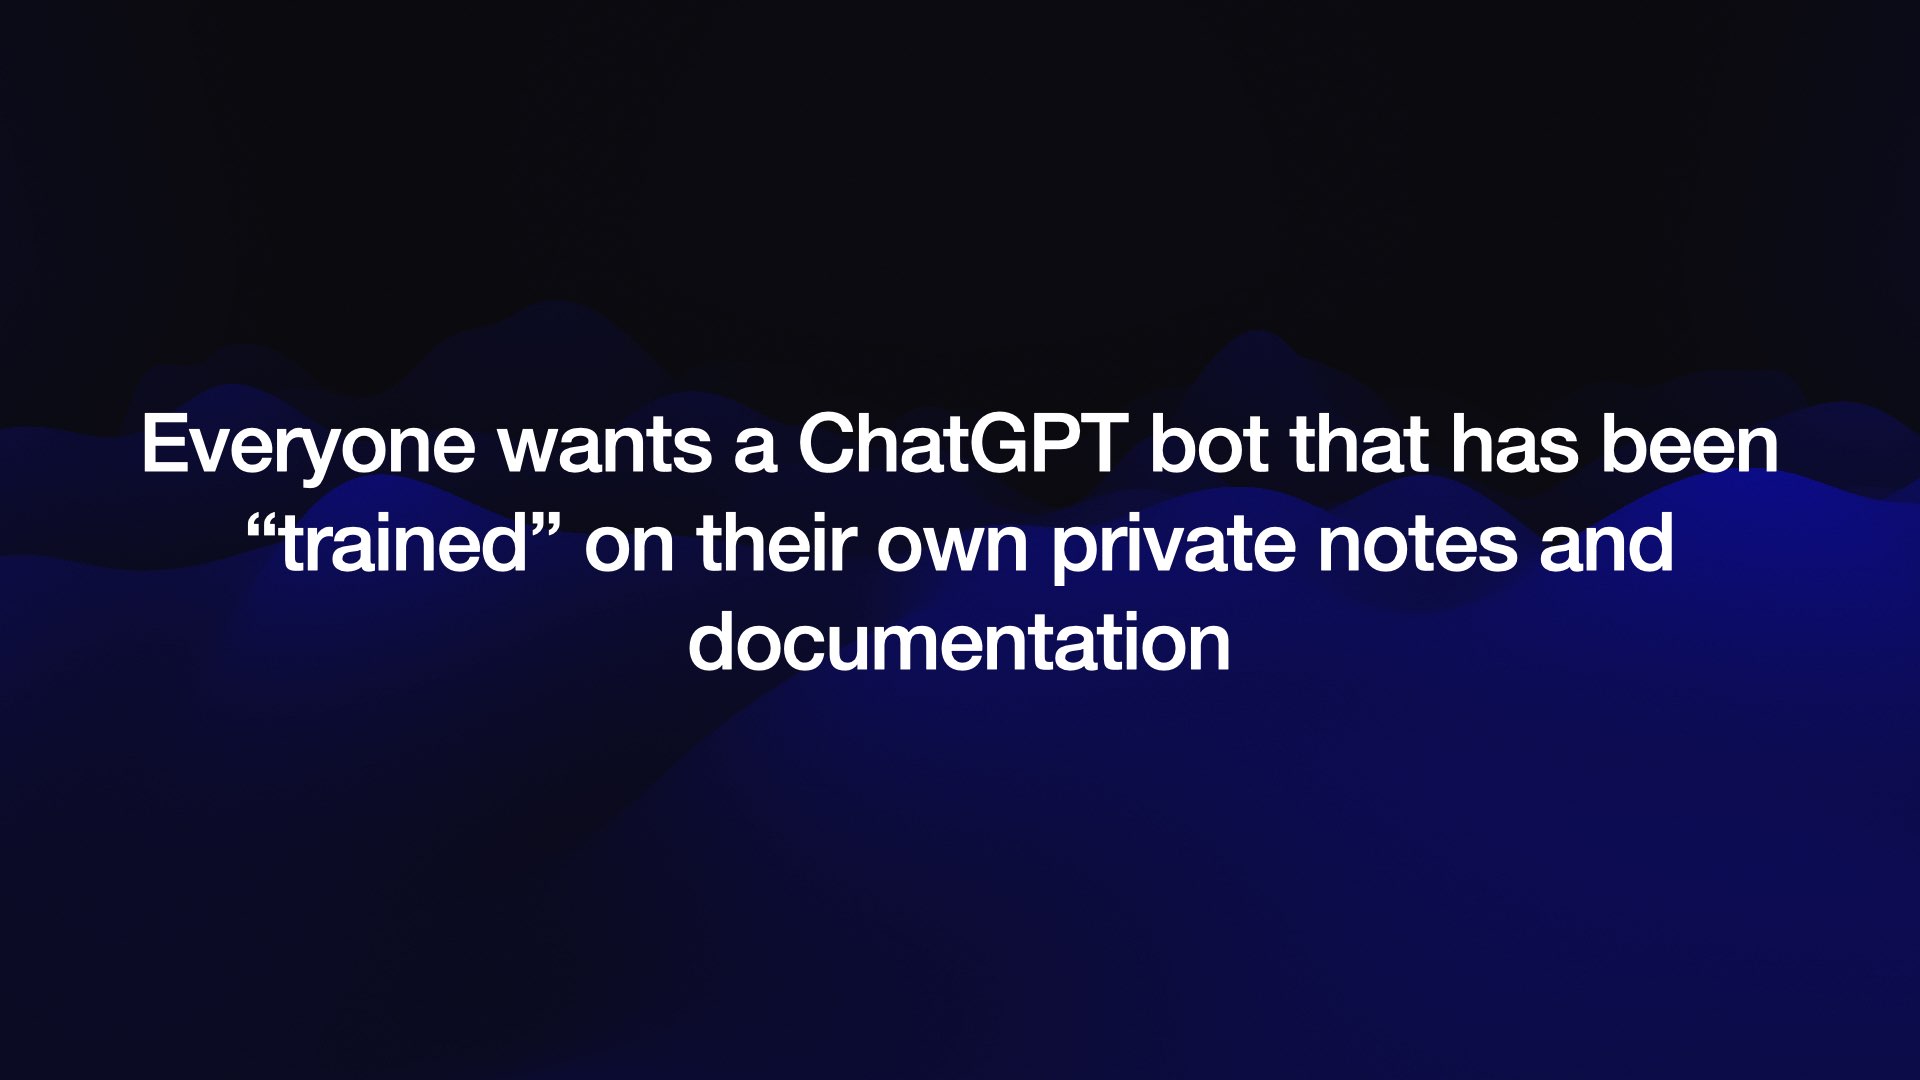 Everyone wants a ChatGPT bot that has been
“trained” on their own private notes and
documentation